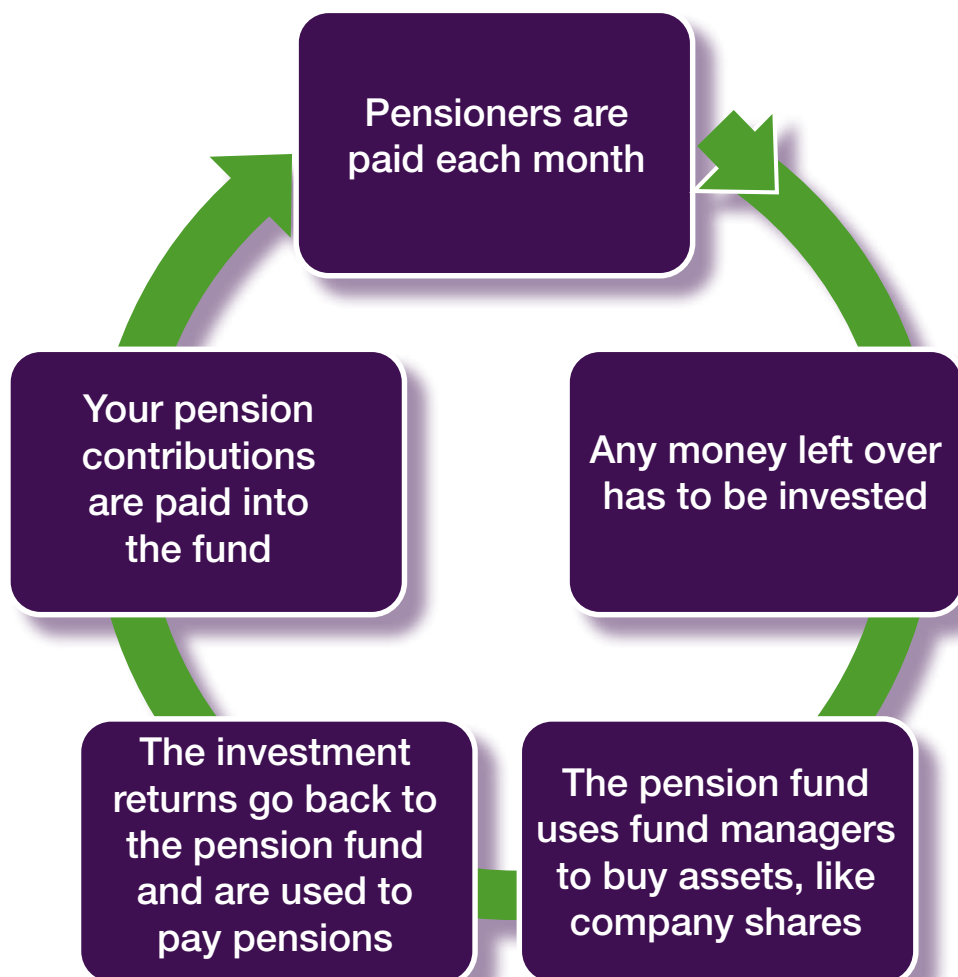 Pensioners are
paid each month
Any money left over
has to be invested
The pension fund
uses fund managers
to buy assets, like
company shares
The investment
returns go back to
the pension fund
and are used to
pay pensions
Your pension
contributions
are paid into
the fund